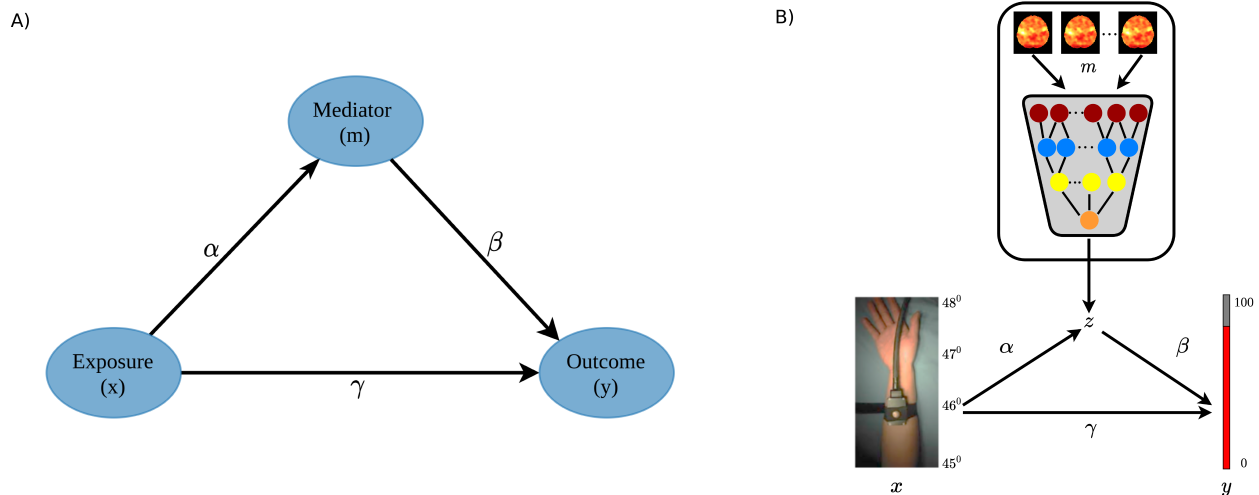 A)
Mediator
(m)
α
β
Exposure
(x)
γ
Outcome
(y)
B)
...
m
...
...
...
z
α
β
γ
48⁰
47⁰
46⁰
45⁰
x
100
0
y